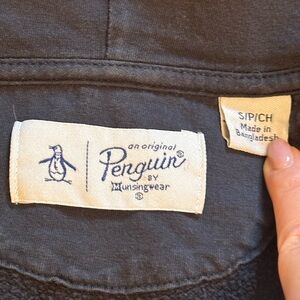 an original
Penguin®
BY
Munsingwear
®
S/P/CH
Made in
Bangladesh